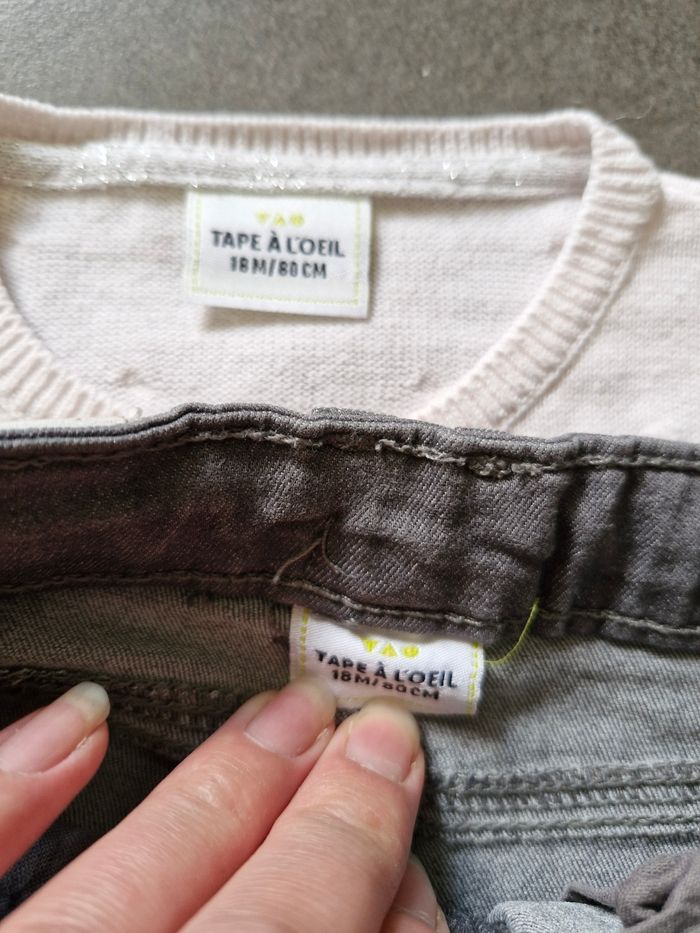 TAO
TAPE À L'OEIL
18M/80CM
TAO
TAPE À L'OEIL
18M/80CM